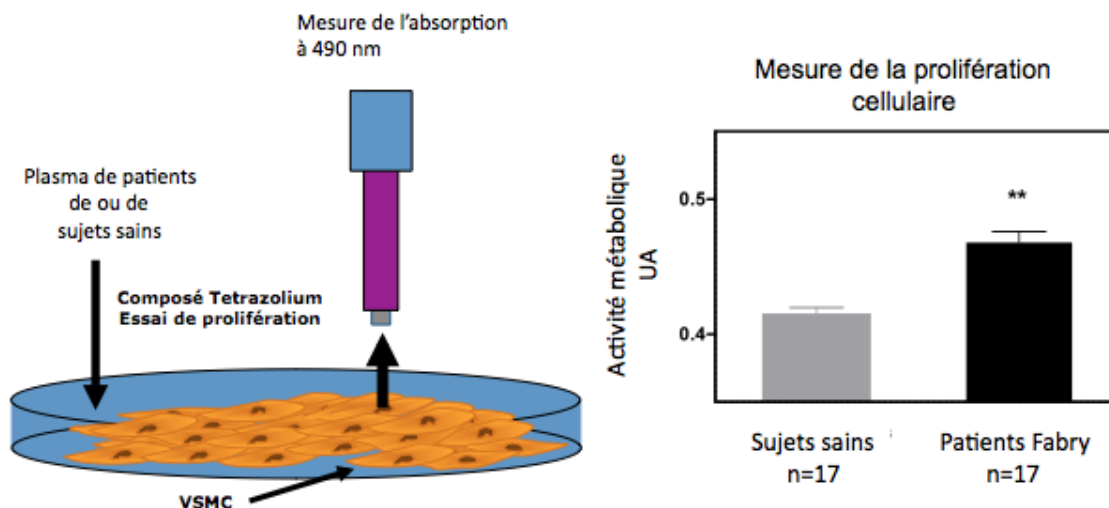 Mesure de l'absorption
à 490 nm
Plasma de patients
de ou de
sujets sains
Composé Tetrazolium
Essai de prolifération
VSMC
Mesure de la prolifération
cellulaire
Activité métabolique
UA
0.5
0.4
**
Sujets sains
n=17
Patients Fabry
n=17